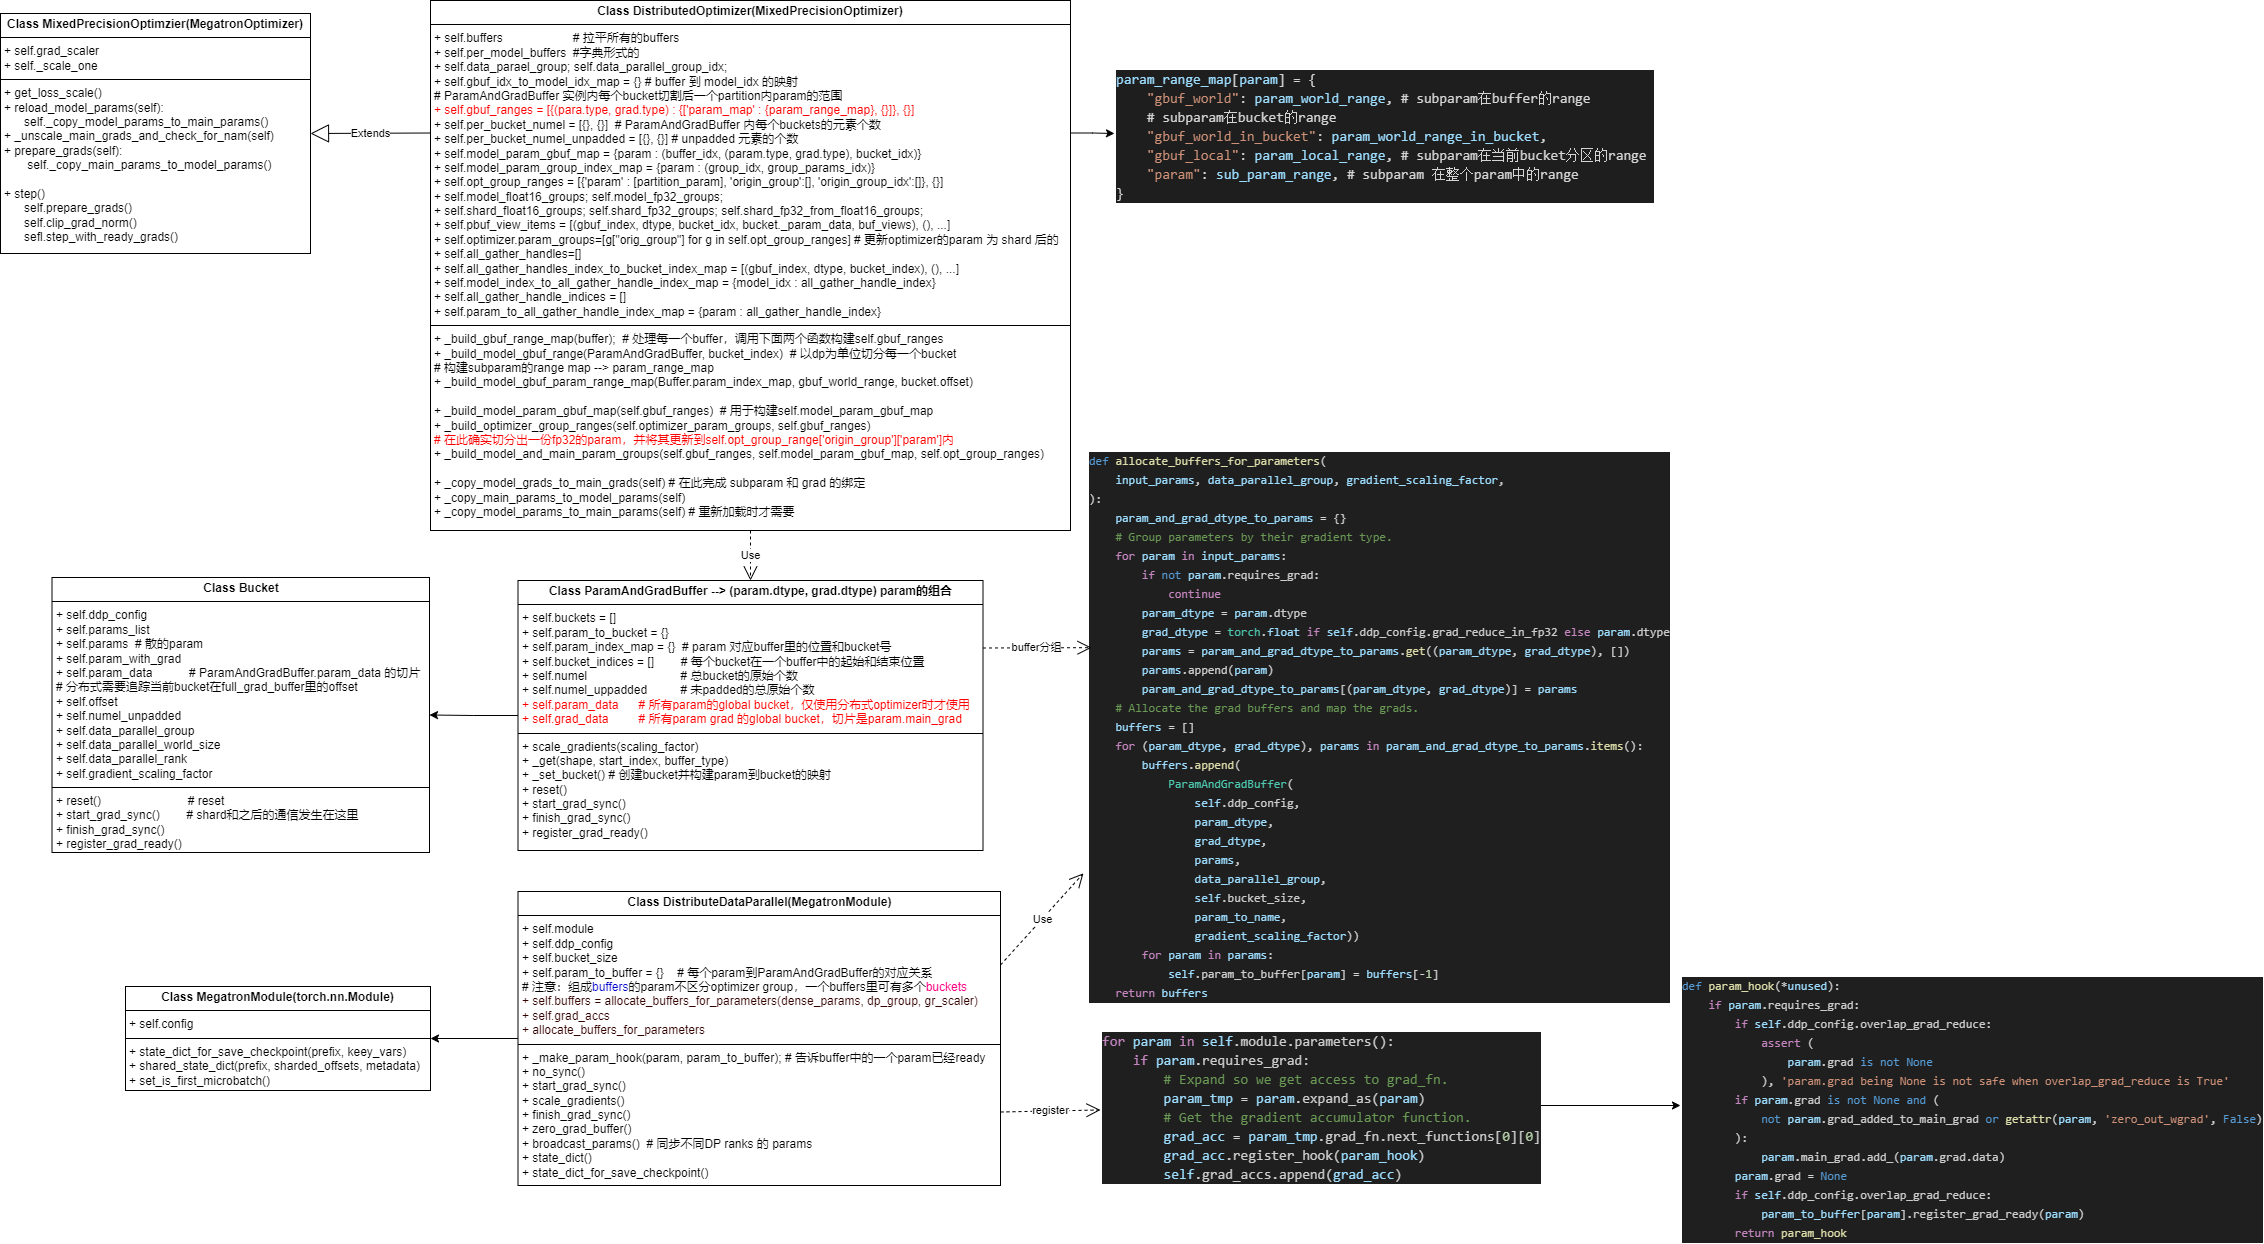 Class MixedPrecisionOptimzier(MegatronOptimizer)
+ self.grad_scaler
+ self._scale_one
+ get_loss_scale()
+ reload_model_params(self):
self._copy_model_params_to_main_params()
+ _unscale_main_grads_and_check_for_nam(self)
+ prepare_grads(self):
self._copy_main_params_to_model_params()
+ step()
self.prepare_grads()
self.clip_grad_norm()
sefl.step_with_ready_grads()
Extends
Class DistributedOptimizer(MixedPrecisionOptimizer)
+ self.buffers # 拉平所有的buffers
+ self.per_model_buffers #字典形式的
+ self.data_parael_group; self.data_parallel_group_idx;
+ self.gbuf_idx_to_model_idx_map = {} # buffer 到 model_idx 的映射
# ParamAndGradBuffer 实例内每个bucket切割后一个partition内param的范围
+ self.gbuf_ranges = [{(para.type, grad.type) : {['param_map' : {param_range_map}, {}]}, {}]
+ self.per_bucket_numel = [{}, {}] # ParamAndGradBuffer 内每个buckets的元素个数
+ self.per_bucket_numel_unpadded = [{}, {}] # unpadded 元素的个数
+ self.model_param_gbuf_map = {param : (buffer_idx, (param.type, grad.type), bucket_idx)}
+ self.model_param_group_index_map = {param : (group_idx, group_params_idx)}
+ self.opt_group_ranges = [{'param' : [partition_param], 'origin_group':[], 'origin_group_idx':[]}, {}]
+ self.model_float16_groups; self.model_fp32_groups;
+ self.shard_float16_groups; self.shard_fp32_groups; self.shard_fp32_from_float16_groups;
+ self.pbuf_view_items = [(gbuf_index, dtype, bucket_idx, bucket._param_data, buf_views), (), ...]
+ self.optimizer.param_groups=[g["orig_group"] for g in self.opt_group_ranges] # 更新optimizer的param 为 shard 后的
+ self.all_gather_handles=[]
+ self.all_gather_handles_index_to_bucket_index_map = [(gbuf_index, dtype, bucket_index), (), ...]
+ self.model_index_to_all_gather_handle_index_map = {model_idx : all_gather_handle_index}
+ self.all_gather_handle_indices = []
+ self.param_to_all_gather_handle_index_map = {param : all_gather_handle_index}
+ _build_gbuf_range_map(buffer); # 处理每一个buffer，调用下面两个函数构建self.gbuf_ranges
+ _build_model_gbuf_range(ParamAndGradBuffer, bucket_index) # 以dp为单位切分每一个bucket
# 构建subparam的range map --> param_range_map
+ _build_model_gbuf_param_range_map(Buffer.param_index_map, gbuf_world_range, bucket.offset)
+ _build_model_param_gbuf_map(self.gbuf_ranges) # 用于构建self.model_param_gbuf_map
+ _build_optimizer_group_ranges(self.optimizer_param_groups, self.gbuf_ranges)
# 在此确实切分出一份fp32的param，并将其更新到self.opt_group_range['origin_group']['param']内
+ _build_model_and_main_param_groups(self.gbuf_ranges, self.model_param_gbuf_map, self.opt_group_ranges)
+ _copy_model_grads_to_main_grads(self) # 在此完成 subparam 和 grad 的绑定
+ _copy_main_params_to_model_params(self)
+ _copy_model_params_to_main_params(self) # 重新加载时才需要
param_range_map[param] = {
"gbuf_world": param_world_range, # subparam在buffer的range
# subparam在bucket的range
"gbuf_world_in_bucket": param_world_range_in_bucket,
"gbuf_local": param_local_range, # subparam在当前bucket分区的range
"param": sub_param_range, # subparam 在整个param中的range
}
Use
Class Bucket
+ self.ddp_config
+ self.params_list
+ self.params # 散的param
+ self.param_with_grad
+ self.param_data # ParamAndGradBuffer.param_data 的切片
# 分布式需要追踪当前bucket在full_grad_buffer里的offset
+ self.offset
+ self.numel_unpadded
+ self.data_parallel_group
+ self.data_parallel_world_size
+ self.data_parallel_rank
+ self.gradient_scaling_factor
+ reset() # reset
+ start_grad_sync() # shard和之后的通信发生在这里
+ finish_grad_sync()
+ register_grad_ready()
Class ParamAndGradBuffer --> (param.dtype, grad.dtype) param的组合
+ self.buckets = []
+ self.param_to_bucket = {}
+ self.param_index_map = {} # param 对应buffer里的位置和bucket号
+ self.bucket_indices = [] # 每个bucket在一个buffer中的起始和结束位置
+ self.numel # 总bucket的原始个数
+ self.numel_uppadded # 未padded的总原始个数
+ self.param_data # 所有param的global bucket，仅使用分布式optimizer时才使用
+ self.grad_data # 所有param grad 的global bucket，切片是param.main_grad
+ scale_gradients(scaling_factor)
+ _get(shape, start_index, buffer_type)
+ _set_bucket() # 创建bucket并构建param到bucket的映射
+ reset()
+ start_grad_sync()
+ finish_grad_sync()
+ register_grad_ready()
buffer分组
def allocate_buffers_for_parameters(
input_params, data_parallel_group, gradient_scaling_factor,
):
param_and_grad_dtype_to_params = {}
# Group parameters by their gradient type.
for param in input_params:
if not param.requires_grad:
continue
param_dtype = param.dtype
grad_dtype = torch.float if self.ddp_config.grad_reduce_in_fp32 else param.dtype
params = param_and_grad_dtype_to_params.get((param_dtype, grad_dtype), [])
params.append(param)
param_and_grad_dtype_to_params[(param_dtype, grad_dtype)] = params
# Allocate the grad buffers and map the grads.
buffers = []
for (param_dtype, grad_dtype), params in param_and_grad_dtype_to_params.items():
buffers.append(
ParamAndGradBuffer(
self.ddp_config,
param_dtype,
grad_dtype,
params,
data_parallel_group,
self.bucket_size,
param_to_name,
gradient_scaling_factor))
for param in params:
self.param_to_buffer[param] = buffers[-1]
return buffers
Class DistributeDataParallel(MegatronModule)
+ self.module
+ self.ddp_config
+ self.bucket_size
+ self.param_to_buffer = {} # 每个param到ParamAndGradBuffer的对应关系
# 注意：组成buffers的param不区分optimizer group，一个buffers里可有多个buckets
+ self.buffers = allocate_buffers_for_parameters(dense_params, dp_group, gr_scaler)
+ self.grad_accs
+ allocate_buffers_for_parameters
+ _make_param_hook(param, param_to_buffer); # 告诉buffer中的一个param已经ready
+ no_sync()
+ start_grad_sync()
+ scale_gradients()
+ finish_grad_sync()
+ zero_grad_buffer()
+ broadcast_params() # 同步不同DP ranks 的 params
+ state_dict()
+ state_dict_for_save_checkpoint()
Use
register
Class MegatronModule(torch.nn.Module)
+ self.config
+ state_dict_for_save_checkpoint(prefix, keey_vars)
+ shared_state_dict(prefix, sharded_offsets, metadata)
+ set_is_first_microbatch()
for param in self.module.parameters():
if param.requires_grad:
# Expand so we get access to grad_fn.
param_tmp = param.expand_as(param)
# Get the gradient accumulator function.
grad_acc = param_tmp.grad_fn.next_functions[0][0]
grad_acc.register_hook(param_hook)
self.grad_accs.append(grad_acc)
def param_hook(*unused):
if param.requires_grad:
if self.ddp_config.overlap_grad_reduce:
assert (
param.grad is not None
), 'param.grad being None is not safe when overlap_grad_reduce is True'
if param.grad is not None and (
not param.grad_added_to_main_grad or getattr(param, 'zero_out_wgrad', False)
):
param.main_grad.add_(param.grad.data)
param.grad = None
if self.ddp_config.overlap_grad_reduce:
param_to_buffer[param].register_grad_ready(param)
return param_hook